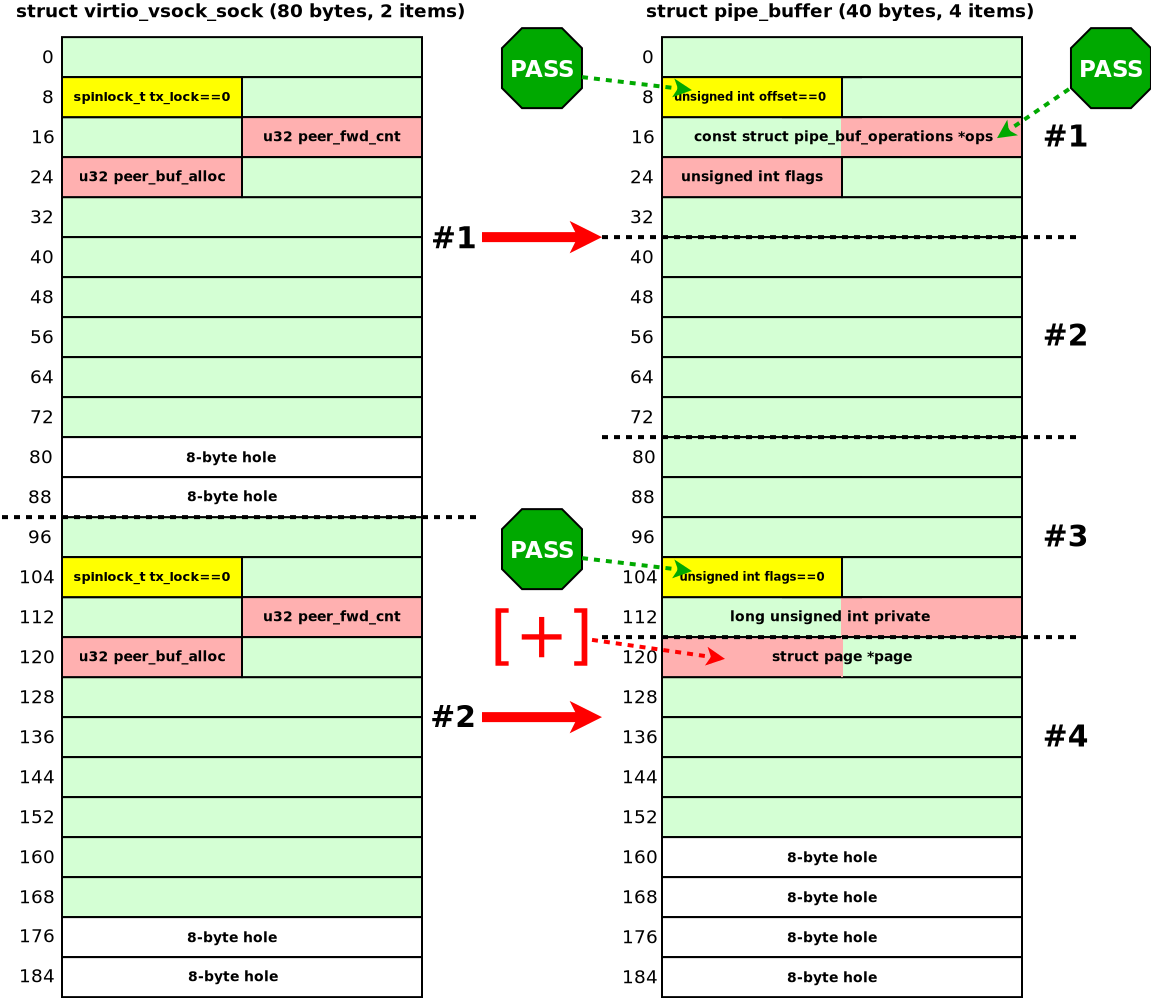 struct virtio_vsock_sock (80 bytes, 2 items)
0
8 spinlock_t tx_lock==0
16 u32 peer_fwd_cnt
24 u32 peer_buf_alloc
32
#1
40
48
56
64
72
80 8-byte hole
88 8-byte hole
96
104 spinlock_t tx_lock==0
112 u32 peer_fwd_cnt
120 u32 peer_buf_alloc
128
#2
136
144
152
160
168
176 8-byte hole
184 8-byte hole
struct pipe_buffer (40 bytes, 4 items)
PASS
PASS
0
8 unsigned int offset==0
16 const struct pipe_buf_operations *ops
#1
24 unsigned int flags
32
40
48
56
#2
64
72
80
88
96
#3
PASS
104 unsigned int flags==0
112 long unsigned int private
[+]
120 struct page *page
128
136
#4
144
152
160 8-byte hole
168 8-byte hole
176 8-byte hole
184 8-byte hole